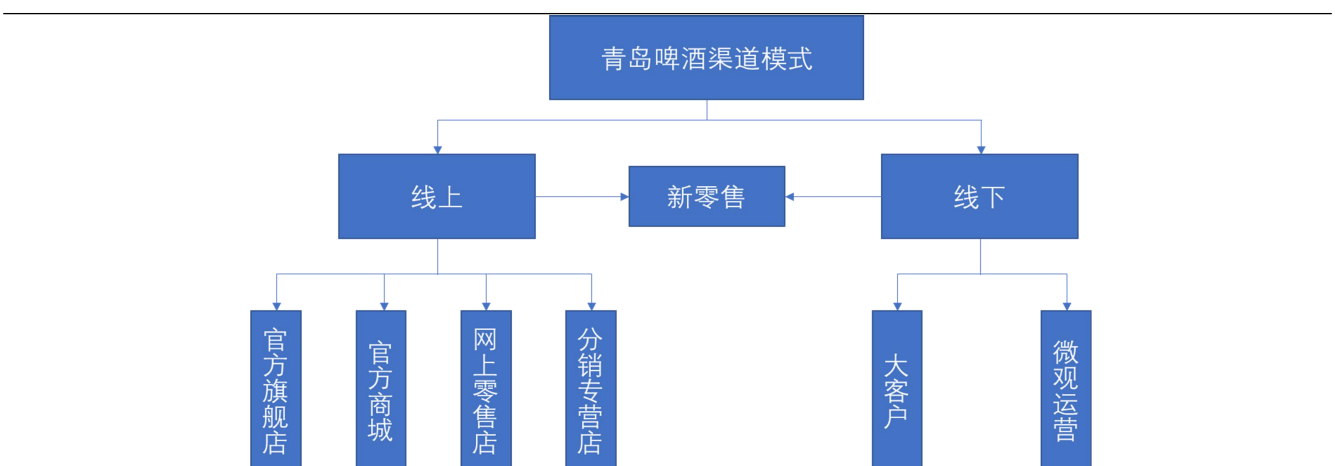 青岛啤酒渠道模式
线上
新零售
线下
官方旗舰店
官方商城
网上零售店
分销专营店
大客户
微观运营